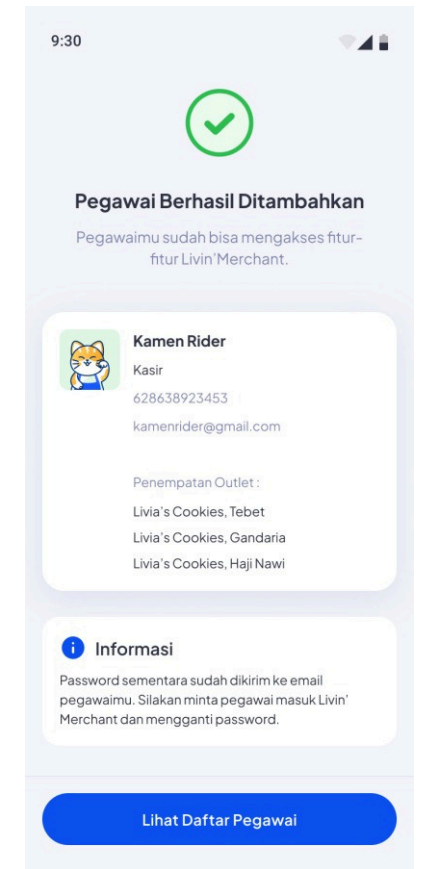 9:30
Pegawai Berhasil Ditambahkan
Pegawaimu sudah bisa mengakses fitur-
fitur Livin'Merchant.
Kamen Rider
Kasir
628638923453
kamenrider@gmail.com
Penempatan Outlet :
Livia's Cookies, Tebet
Livia's Cookies, Gandaria
Livia's Cookies, Haji Nawi
Informasi
Password sementara sudah dikirim ke email
pegawaimu. Silakan minta pegawai masuk Livin'
Merchant dan mengganti password.
Lihat Daftar Pegawai